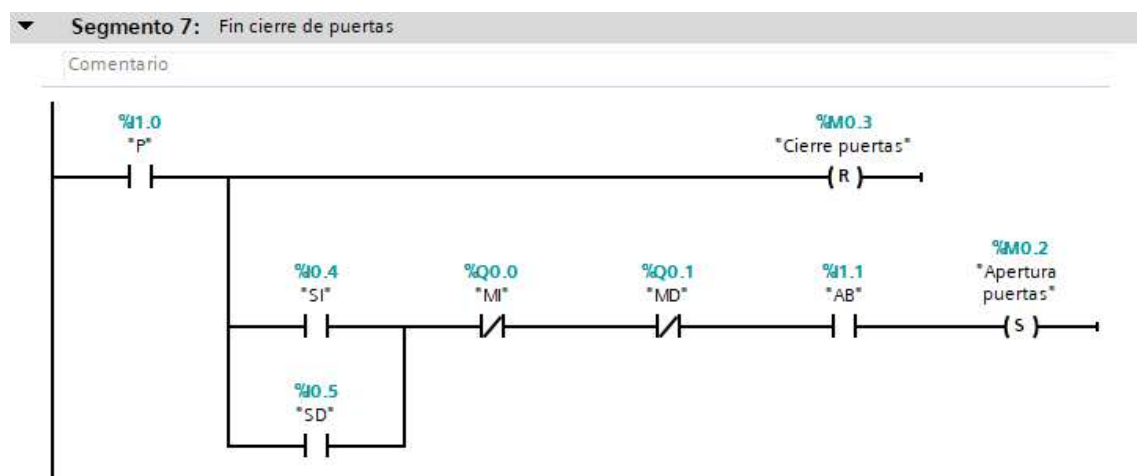 Segmento 7: Fin cierre de puertas
Comentario
%I1.0
"P"
%M0.3
"Cierre puertas"
R
%I0.4
"SI"
%Q0.0
"MI"
%Q0.1
"MD"
%I1.1
"AB"
%M0.2
"Apertura
puertas"
S
%I0.5
"SD"